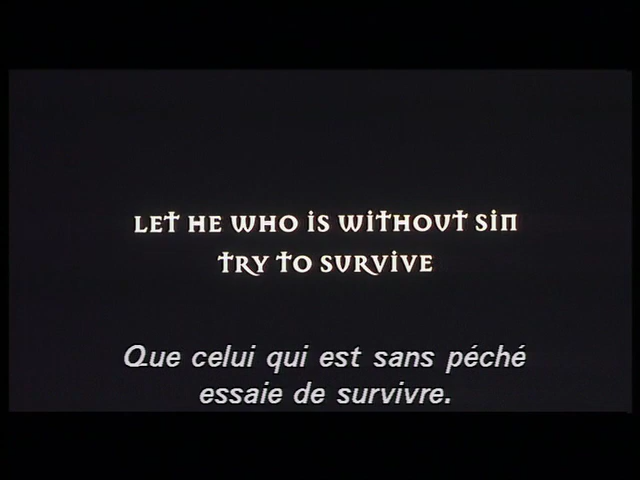 LET HE WHO IS WITHOUT SIN
TRY TO SURVIVE
Que celui qui est sans péché
essaie de survivre.